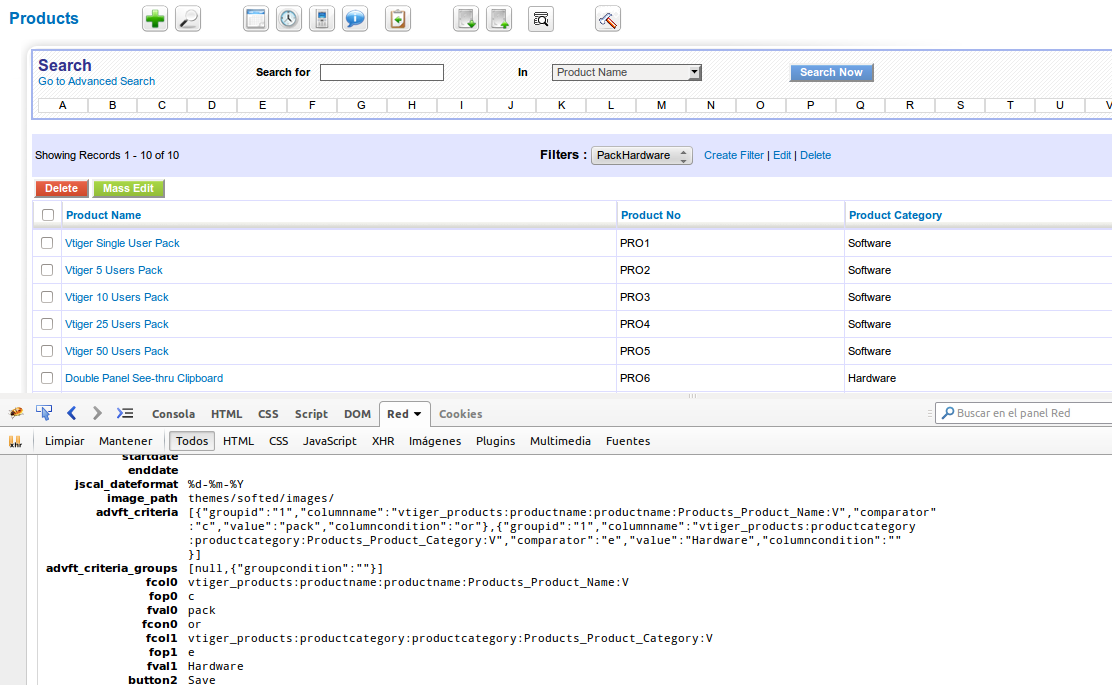 Products
Search
Go to Advanced Search
Search for
In
Product Name
Search Now
A B C D E F G H I J K L M N O P Q R S T U V
Showing Records 1 - 10 of 10
Filters : PackHardware Create Filter | Edit | Delete
Delete Mass Edit
Product Name Product No Product Category
Vtiger Single User Pack PRO1 Software
Vtiger 5 Users Pack PRO2 Software
Vtiger 10 Users Pack PRO3 Software
Vtiger 25 Users Pack PRO4 Software
Vtiger 50 Users Pack PRO5 Software
Double Panel See-thru Clipboard PRO6 Hardware
Consola HTML CSS Script DOM Red Cookies
Buscar en el panel Red
xhr Limpiar Mantener Todos HTML CSS JavaScript XHR Imágenes Plugins Multimedia Fuentes
startdate
enddate
jscal_dateformat %d-%m-%Y
image_path themes/softed/images/
advft_criteria [{"groupid":"1","columnname":"vtiger_products:productname:productname:Products_Product_Name:V","comparator"
:"c","value":"pack","columncondition":"or"},{"groupid":"1","columnname":"vtiger_products:productcategory
:productcategory:Products_Product_Category:V","comparator":"e","value":"Hardware","columncondition":""
}]
advft_criteria_groups [null,{"groupcondition":""}]
fcol0 vtiger_products:productname:productname:Products_Product_Name:V
fop0 c
fval0 pack
fcon0 or
fcol1 vtiger_products:productcategory:productcategory:Products_Product_Category:V
fop1 e
fval1 Hardware
button2 Save